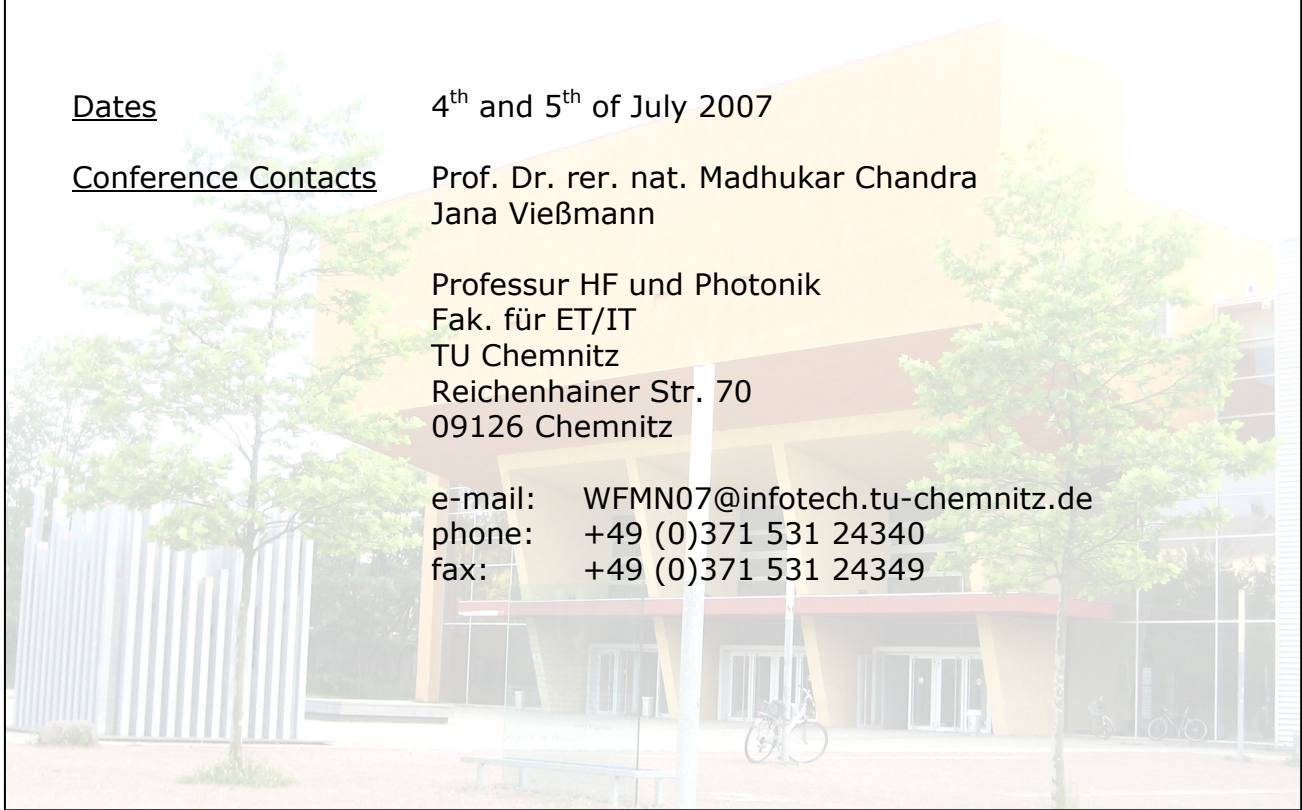 Dates 4th and 5th of July 2007
Conference Contacts Prof. Dr. rer. nat. Madhukar Chandra
Jana Vießmann
Professur HF und Photonik
Fak. für ET/IT
TU Chemnitz
Reichenhainer Str. 70
09126 Chemnitz
e-mail: WFMN07@infotech.tu-chemnitz.de
phone: +49 (0)371 531 24340
fax: +49 (0)371 531 24349